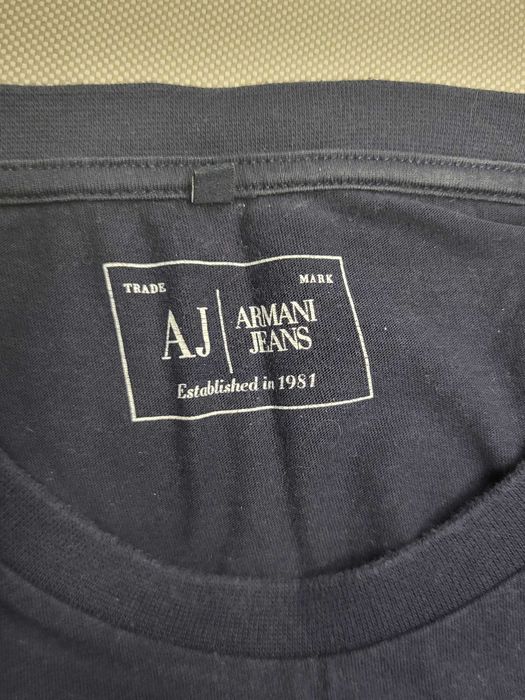 TRADE MARK
AJ ARMANI
JEANS
Established in 1981